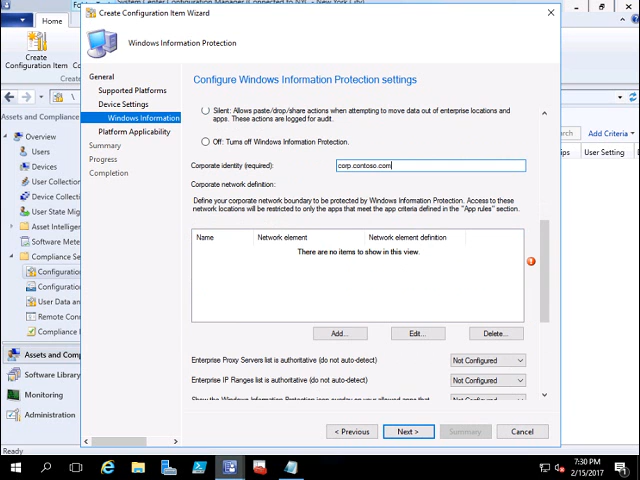 Create Configuration Item Wizard
Home
Windows Information Protection
Create
Configuration Item
General
Supported Platforms
Device Settings
Windows Information
Platform Applicability
Summary
Progress
Completion
Configure Windows Information Protection settings
Silent: Allows paste/drop/share actions when attempting to move data out of enterprise locations and
apps. These actions are logged for audit.
Off: Turns off Windows Information Protection.
Corporate identity (required):
corp.contoso.com
Corporate network definition:
Define your corporate network boundary to be protected by Windows Information Protection. Access to these
network locations will be restricted to only the apps that meet the app criteria defined in the "App rules" section.
Name
Network element
Network element definition
There are no items to show in this view.
Add...
Edit...
Delete...
Enterprise Proxy Servers list is authoritative (do not auto-detect)
Not Configured
Enterprise IP Ranges list is authoritative (do not auto-detect)
Not Configured
< Previous
Next >
Summary
Cancel
Assets and Compliance
Overview
Users
Devices
User Collection
Device Collecti
User State Mig
Asset Intelligen
Software Mete
Compliance Se
Configuration
Configuration
User Data and
Remote Conn
Compliance P
Assets and Comp
Software Library
Monitoring
Administration
Ready
Add Criteria
User Setting
7:30 PM
2/15/2017